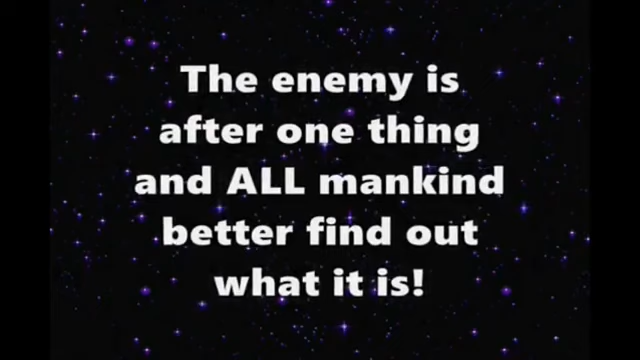 The enemy is
after one thing
and ALL mankind
better find out
what it is!